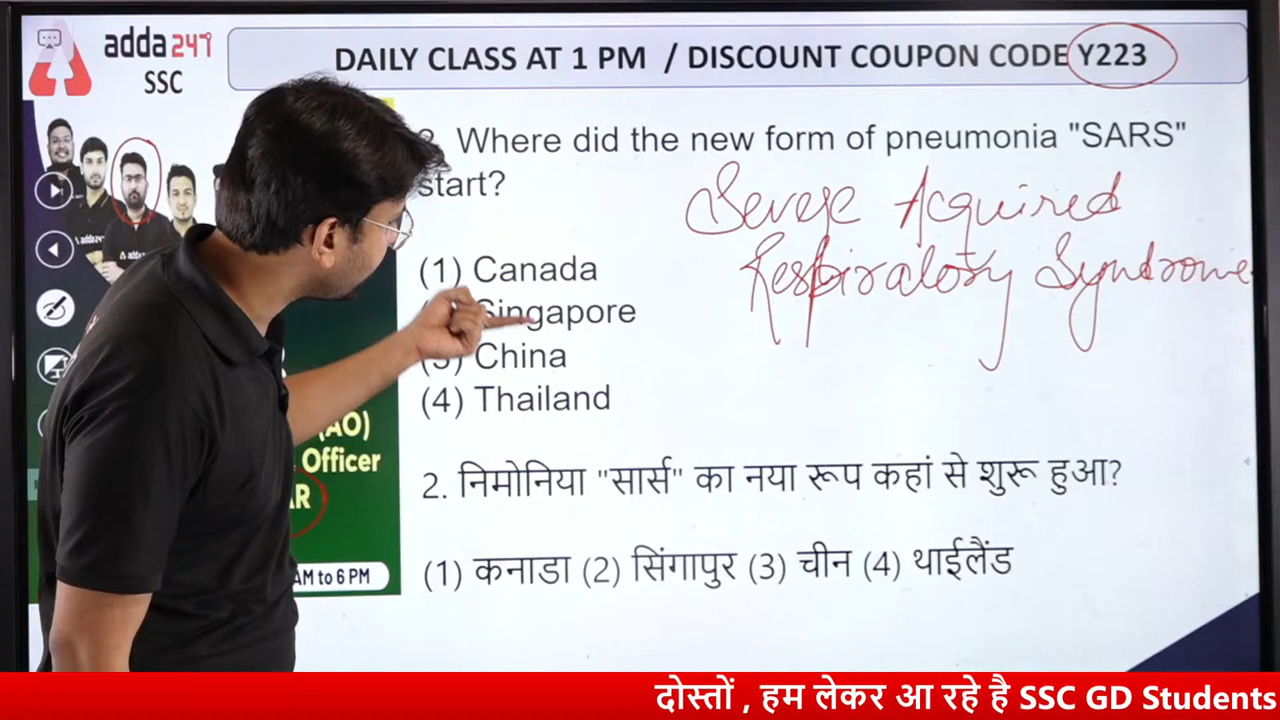 adda247
SSC
DAILY CLASS AT 1 PM / DISCOUNT COUPON CODE Y223
. Where did the new form of pneumonia "SARS"
start?
Severe Acquired
Respiratory Syndrome
(1) Canada
Singapore
(3) China
(4) Thailand
(AO)
Officer
AM to 6 PM
2. निमोनिया "सार्स" का नया रूप कहां से शुरू हुआ?
(1) कनाडा (2) सिंगापुर (3) चीन (4) थाईलैंड
दोस्तों , हम लेकर आ रहे है SSC GD Students